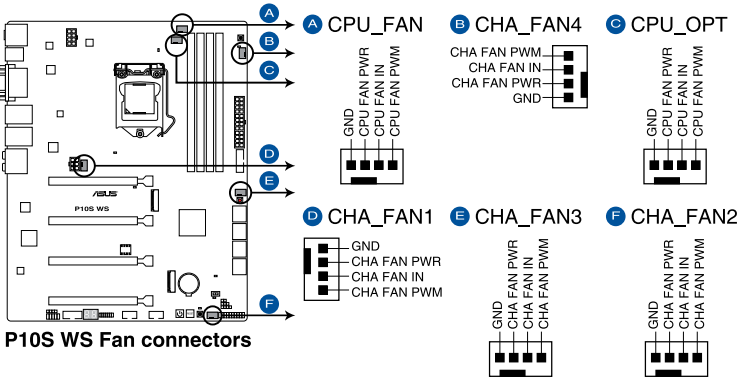 A
B
C
D
E
F
A CPU_FAN
GND
CPU FAN PWR
CPU FAN IN
CPU FAN PWM
B CHA_FAN4
CHA FAN PWM
CHA FAN IN
CHA FAN PWR
GND
C CPU_OPT
GND
CPU FAN PWR
CPU FAN IN
CPU FAN PWM
D CHA_FAN1
GND
CHA FAN PWR
CHA FAN IN
CHA FAN PWM
E CHA_FAN3
GND
CHA FAN PWR
CHA FAN IN
CHA FAN PWM
F CHA_FAN2
GND
CHA FAN PWR
CHA FAN IN
CHA FAN PWM
ASUS
P10S WS
P10S WS Fan connectors